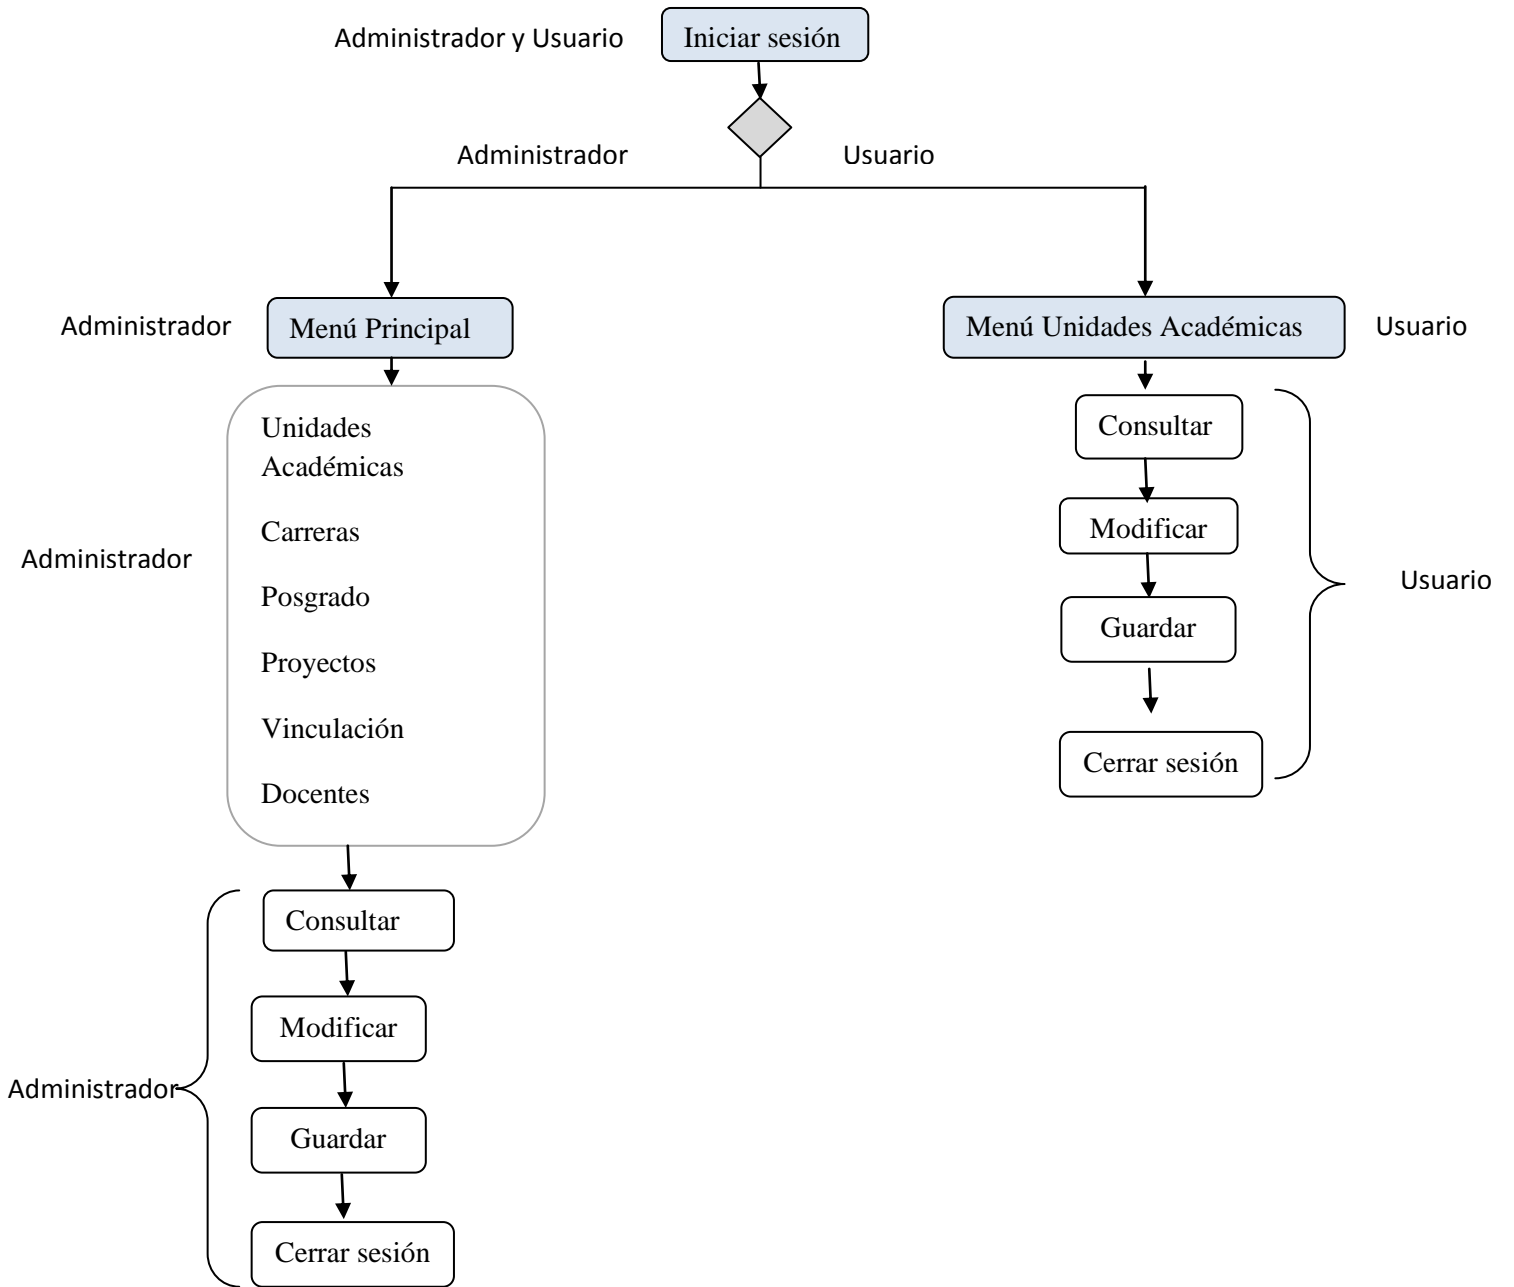 Administrador y Usuario
Iniciar sesión
Administrador
Usuario
Administrador
Menú Principal
Menú Unidades Académicas
Usuario
Unidades
Académicas
Carreras
Posgrado
Proyectos
Vinculación
Docentes
Administrador
Consultar
Modificar
Guardar
Cerrar sesión
Usuario
Consultar
Modificar
Guardar
Cerrar sesión
Administrador